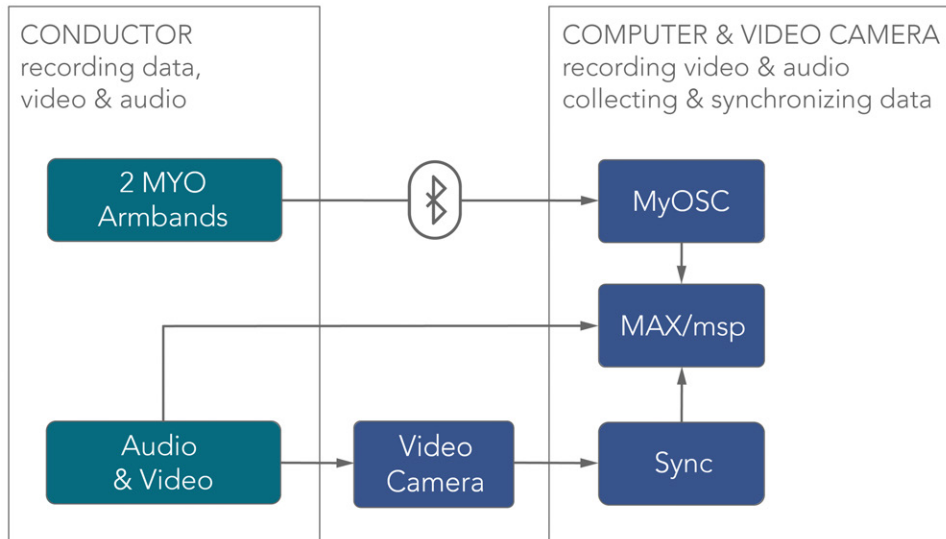 CONDUCTOR
recording data,
video & audio
COMPUTER & VIDEO CAMERA
recording video & audio
collecting & synchronizing data
2 MYO
Armbands
MyOSC
MAX/msp
Audio
& Video
Video
Camera
Sync